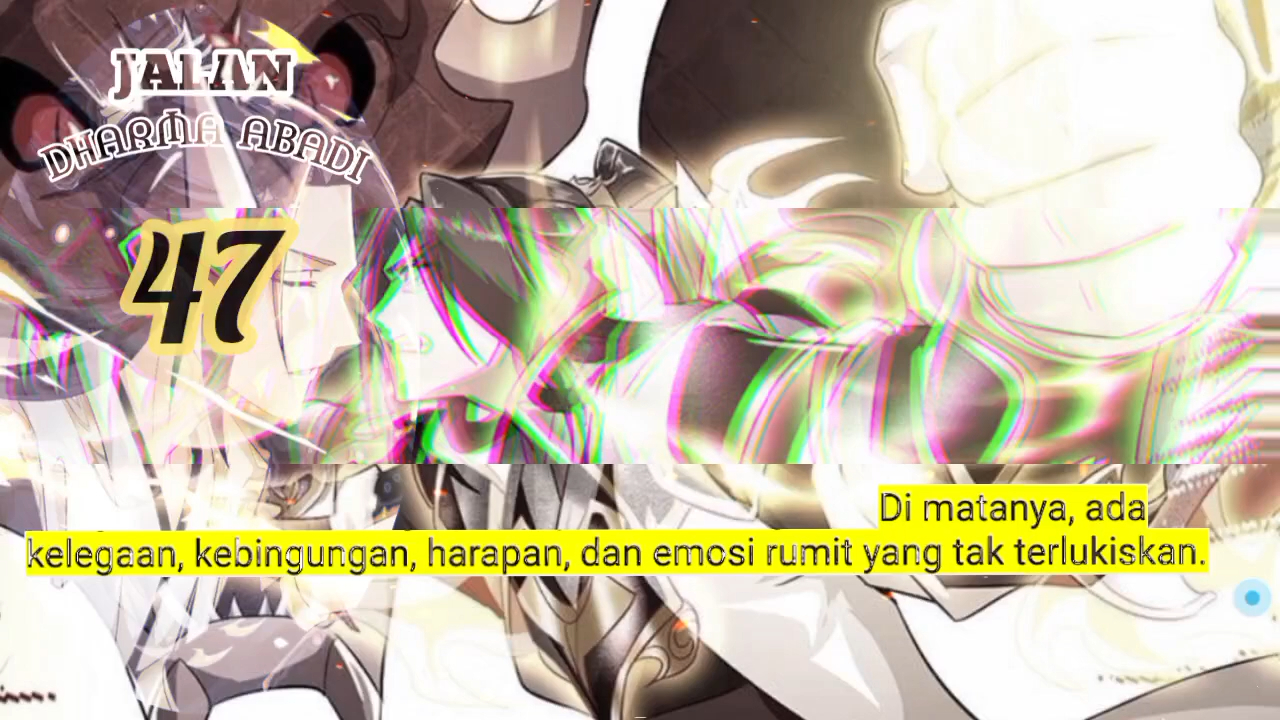 JALAN
DHARMA ABADI
47
Di matanya, ada
kelegaan, kebingungan, harapan, dan emosi rumit yang tak terlukiskan.